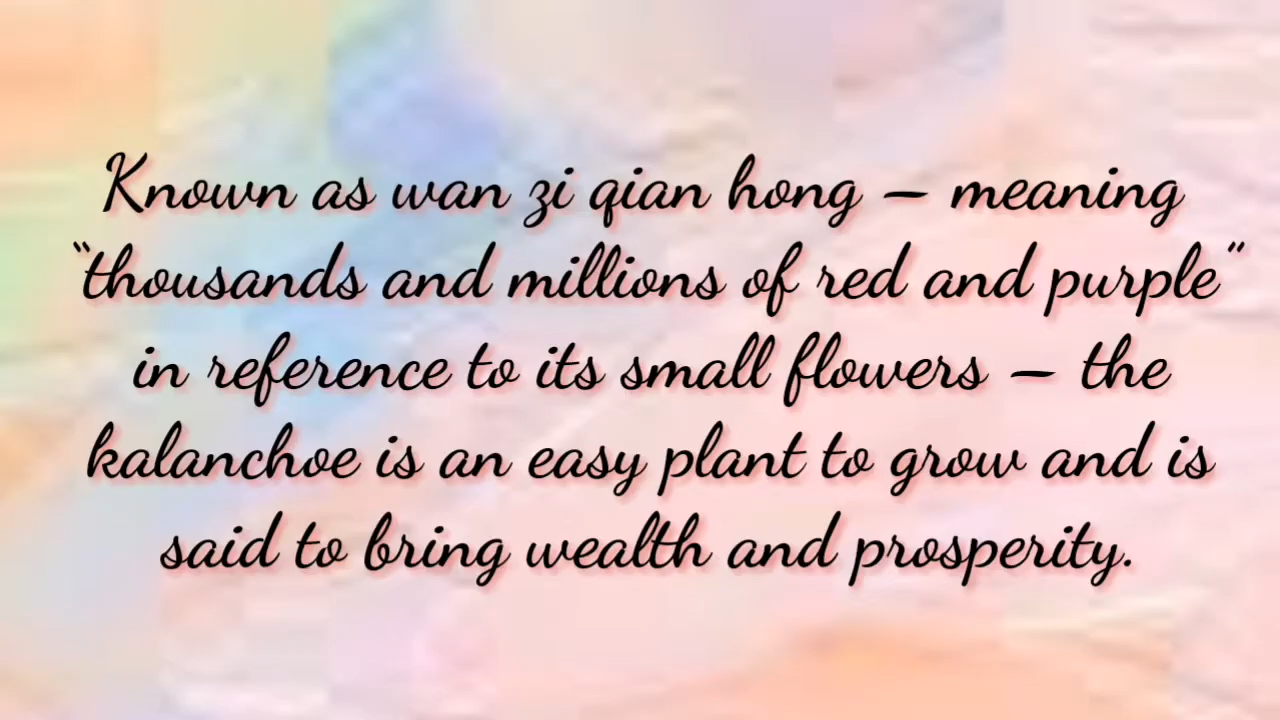 Known as wan zi qian hong – meaning
"thousands and millions of red and purple"
in reference to its small flowers – the
kalanchoe is an easy plant to grow and is
said to bring wealth and prosperity.